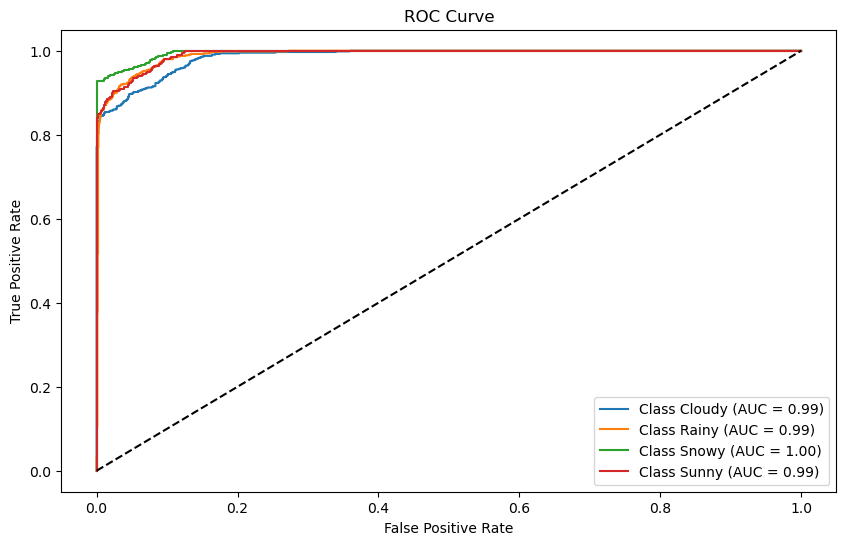 ROC Curve
True Positive Rate
1.0
0.8
0.6
0.4
0.2
0.0
Class Cloudy (AUC = 0.99)
Class Rainy (AUC = 0.99)
Class Snowy (AUC = 1.00)
Class Sunny (AUC = 0.99)
0.0 0.2 0.4 0.6 0.8 1.0
False Positive Rate